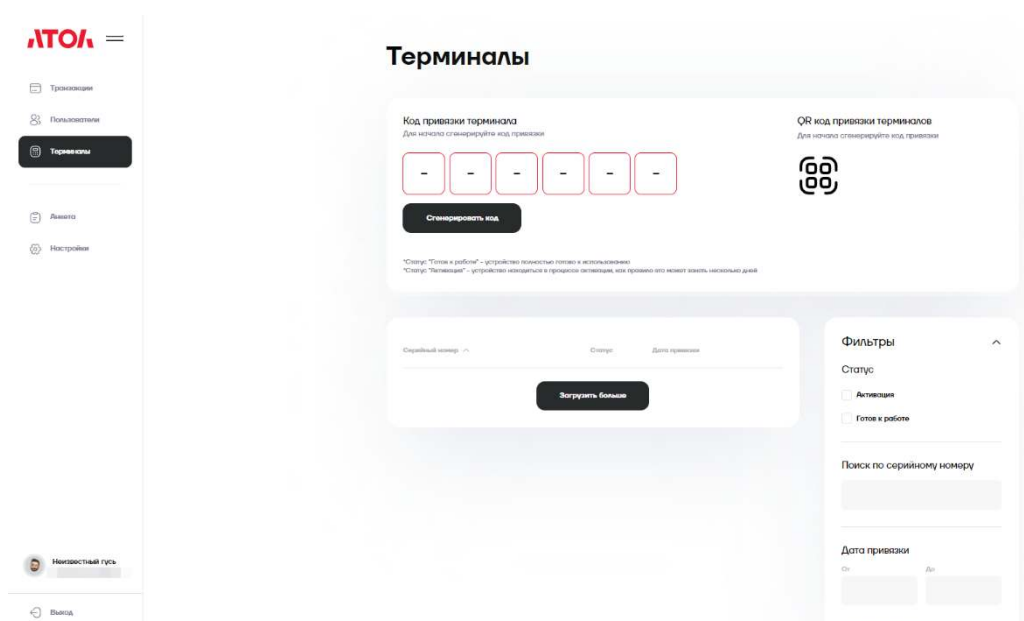 АТОЛ
Транзакции
Пользователи
Терминалы
Анкета
Настройки
Неизвестный гусь
Выход
Терминалы
Код привязки терминала
Для начала сгенерируйте код привязки
- - - - - -
Сгенерировать код
*Статус "Готов к работе" - устройство полностью готово к использованию
*Статус "Активация" - устройство находиться в процессе активации, как правило это может занять несколько дней
QR код привязки терминалов
Для начала сгенерируйте код привязки
Серийный номер Статус Дата привязки
Загрузить больше
Фильтры
Статус
Активация
Готов к работе
Поиск по серийному номеру
Дата привязки
От До